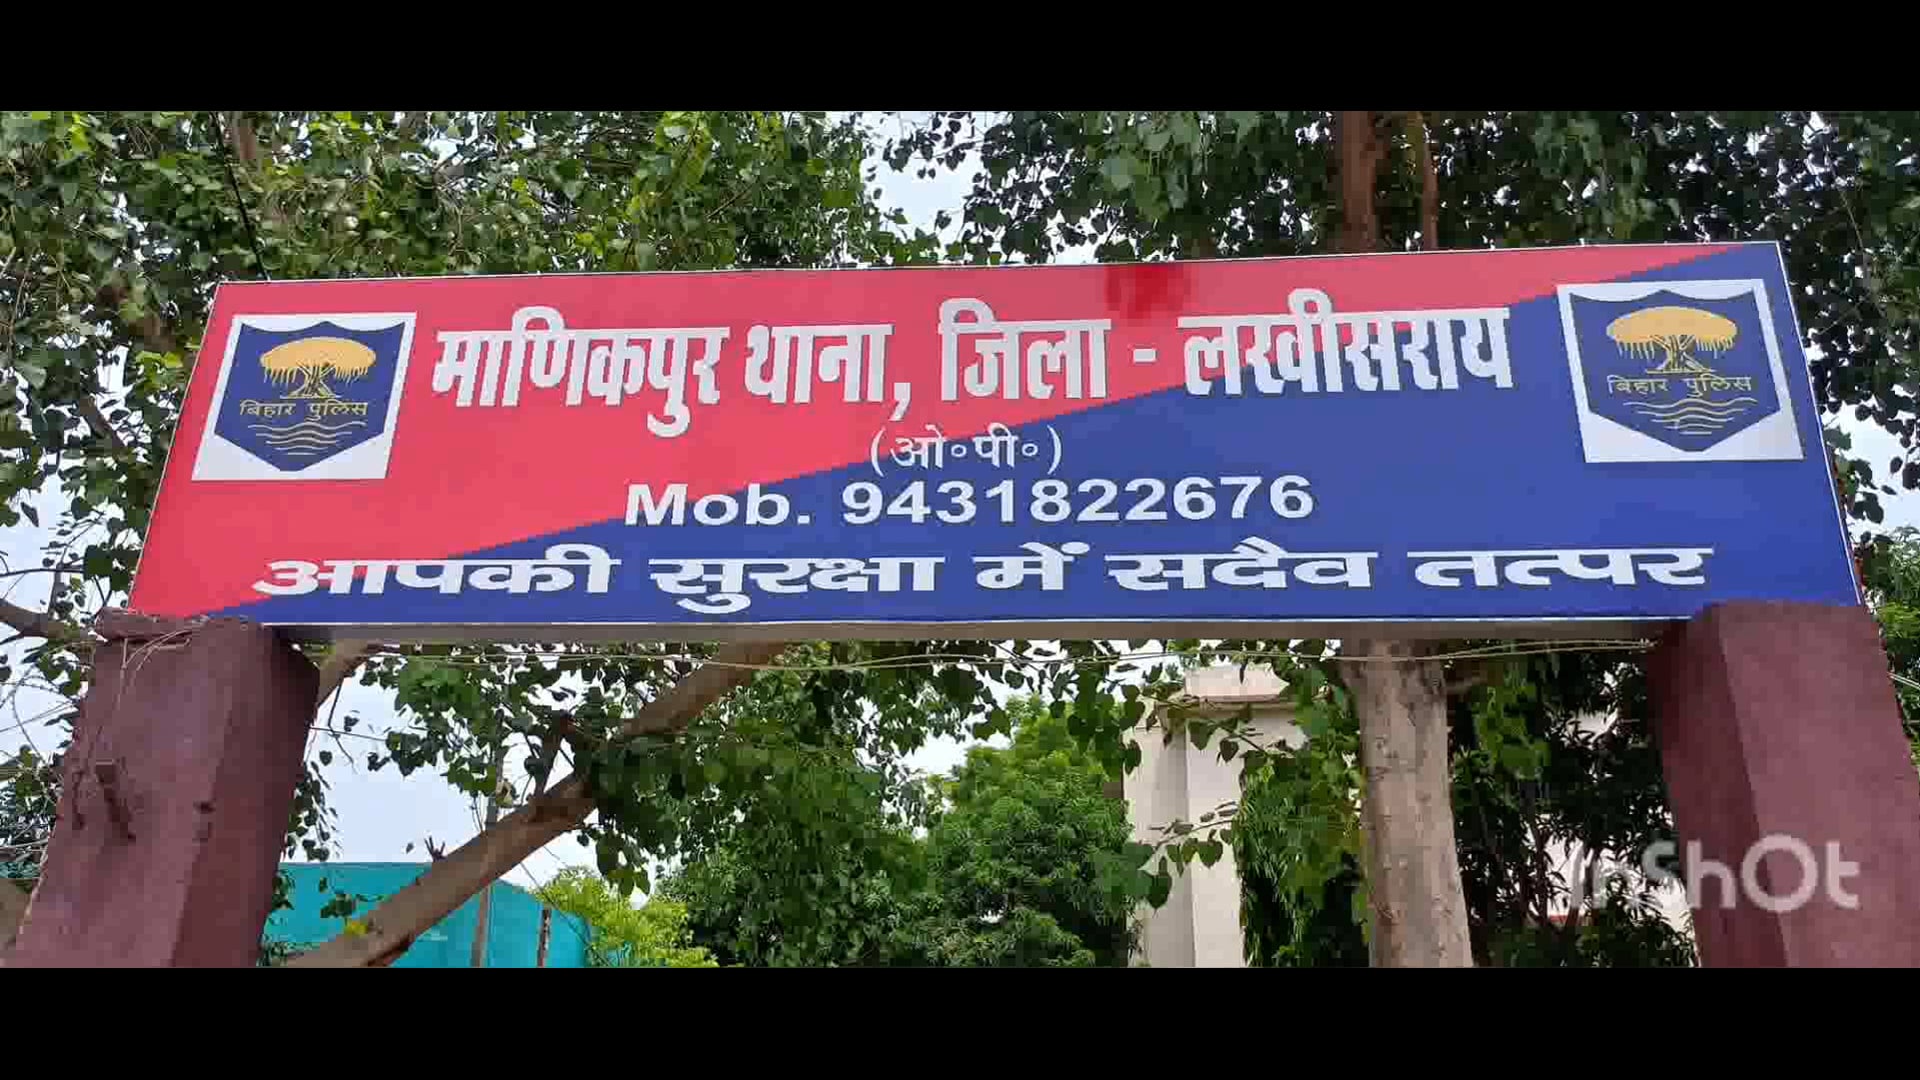 माणिकपुर थाना, जिला - लखीसराय
(ओ॰पी॰)
Mob. 9431822676
आपकी सुरक्षा में सदैव तत्पर
बिहार पुलिस
बिहार पुलिस
InShOt